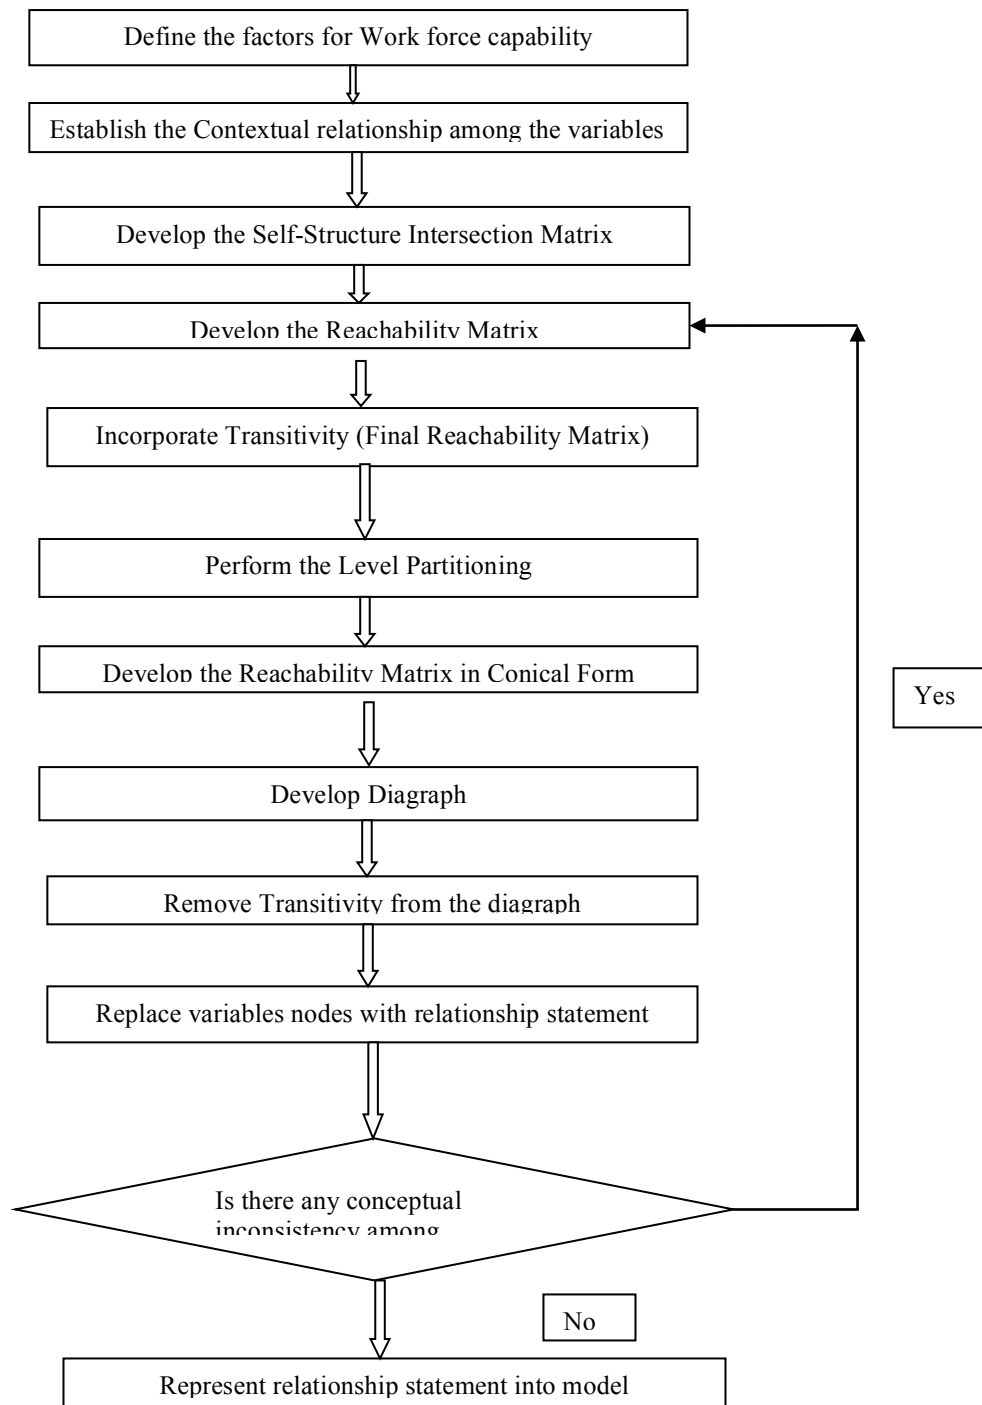 Define the factors for Work force capability
Establish the Contextual relationship among the variables
Develop the Self-Structure Intersection Matrix
Develop the Reachability Matrix
Incorporate Transitivity (Final Reachability Matrix)
Perform the Level Partitioning
Develop the Reachability Matrix in Conical Form
Yes
Develop Diagraph
Remove Transitivity from the diagraph
Replace variables nodes with relationship statement
Is there any conceptual
inconsistency among
No
Represent relationship statement into model